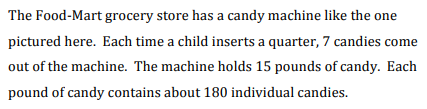 The Food-Mart grocery store has a candy machine like the one
pictured here.  Each time a child inserts a quarter, 7 candies come
out of the machine.  The machine holds 15 pounds of candy.  Each
pound of candy contains about 180 individual candies.